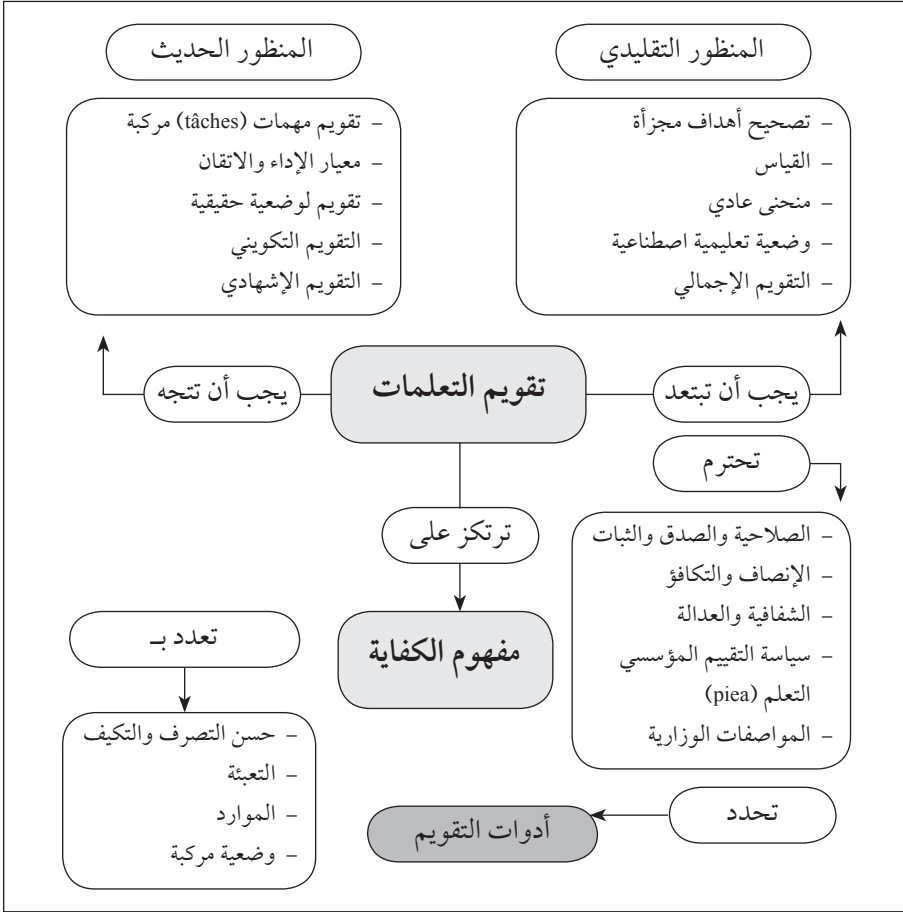 المنظور التقليدي
المنظور الحديث
– تصحيح أهداف مجزأة
– القياس
– منحنى عادي
– وضعية تعليمية اصطناعية
– التقويم الإجمالي
– تقويم مهمات (tâches) مركبة
– معيار الإداء والاتقان
– تقويم لوضعية حقيقية
– التقويم التكويني
– التقويم الإشهادي
يجب أن تبتعد
تقويم التعلمات
يجب أن تتجه
تحترم
ترتكز على
– الصلاحية والصدق والثبات
– الإنصاف والتكافؤ
– الشفافية والعدالة
– سياسة التقييم المؤسسي
التعلم (piea)
– المواصفات الوزارية
مفهوم الكفاية
تعدد بـ
– حسن التصرف والتكيف
– التعبئة
– الموارد
– وضعية مركبة
تحدد
أدوات التقويم